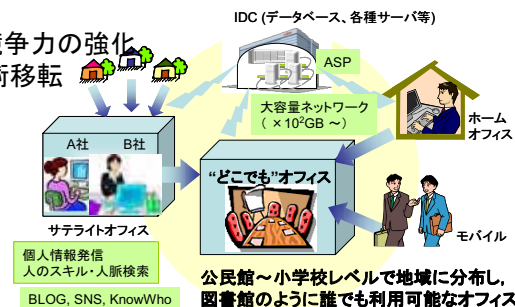 IDC (データベース、各種サーバ等)
争力の強化
術移転
ASP
大容量ネットワーク
( ×10²GB ～)
ホーム
オフィス
A社
B社
“どこでも”オフィス
サテライトオフィス
モバイル
個人情報発信
人のスキル・人脈検索
BLOG, SNS, KnowWho
公民館～小学校レベルで地域に分布し，
図書館のように誰でも利用可能なオフィス